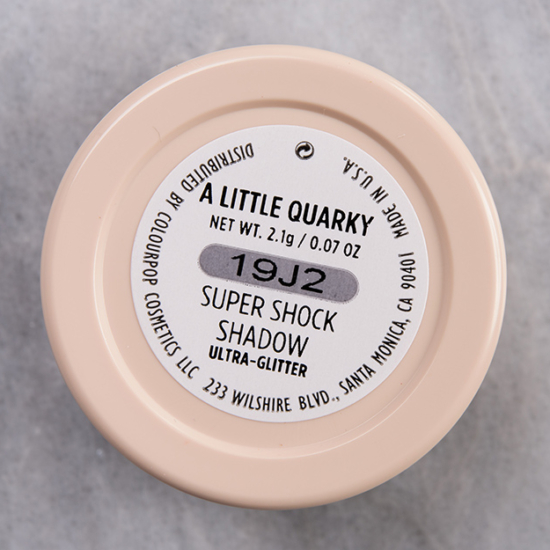 A LITTLE QUARKY
NET WT. 2.1g / 0.07 OZ
19J2
SUPER SHOCK
SHADOW
ULTRA-GLITTER
DISTRIBUTED BY COLOURPOP COSMETICS LLC 233 WILSHIRE BLVD., SANTA MONICA, CA 90401 MADE IN U.S.A.